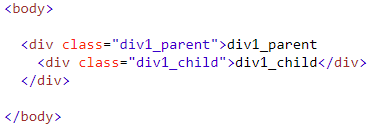 <body>
<div class="div1_parent">div1_parent
<div class="div1_child">div1_child</div>
</div>
</body>